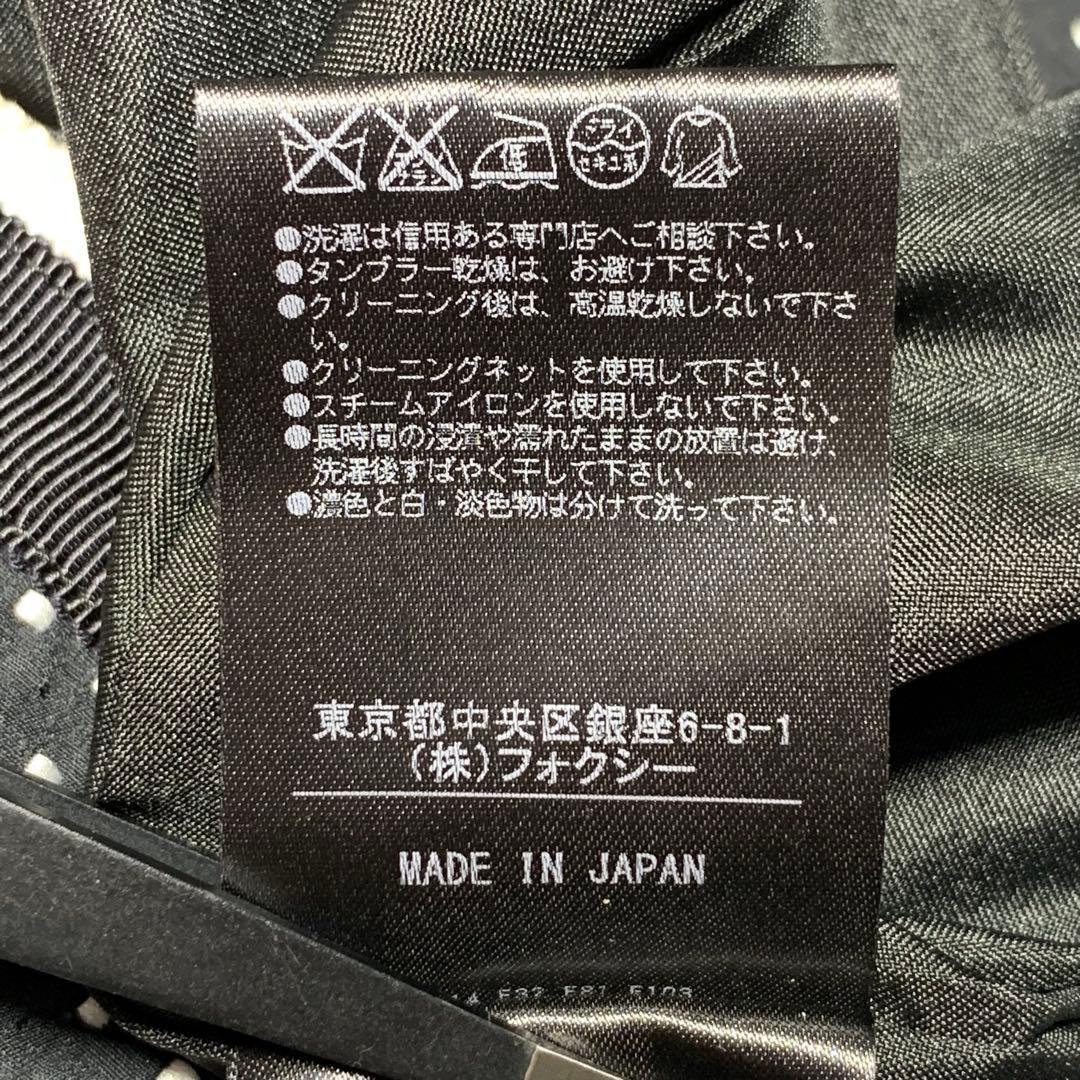 エンソ サラシ 低 ドライ セキユ系
●洗濯は信用ある専門店へご相談下さい。
●タンブラー乾燥は、お避け下さい。
●クリーニング後は、高温乾燥しないで下さ
い。
●クリーニングネットを使用して下さい。
●スチームアイロンを使用しないで下さい。
●長時間の浸漬や濡れたままの放置は避け、
洗濯後すばやく干して下さい。
●濃色と白・淡色物は分けて洗って下さい。
東京都中央区銀座6-8-1
(株)フォクシー
MADE IN JAPAN